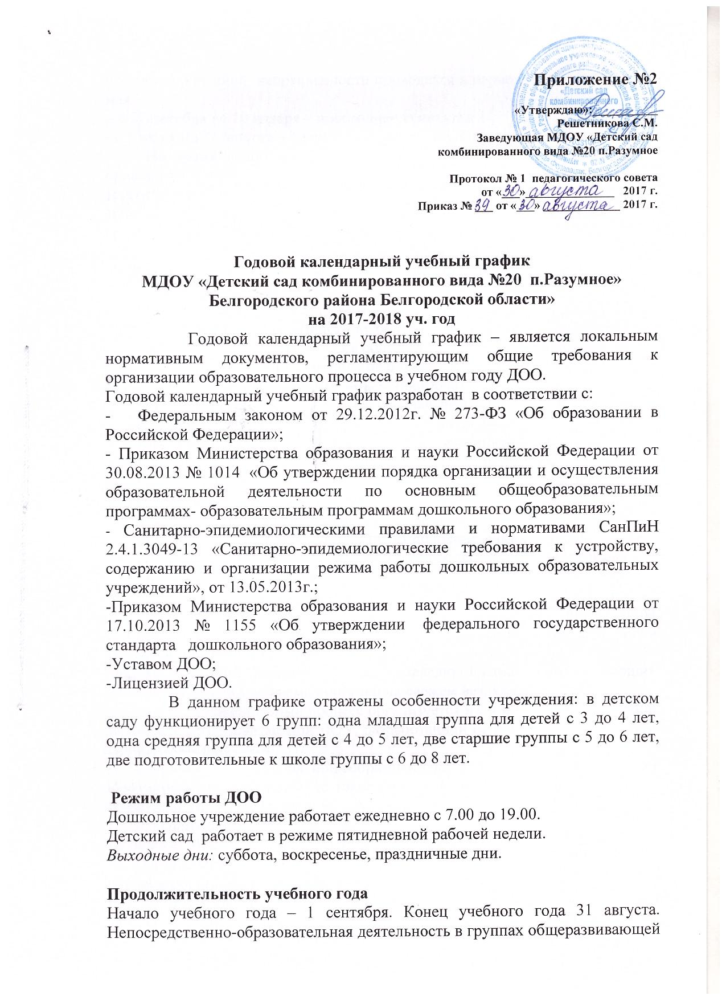 Приложение №2
«Утверждаю»:
Решетникова С.М.
Заведующая МДОУ «Детский сад
комбинированного вида №20 п.Разумное
Протокол № 1 педагогического совета
от «30» августа 2017 г.
Приказ № 39 от «30» августа 2017 г.
Годовой календарный учебный график
МДОУ «Детский сад комбинированного вида №20 п.Разумное»
Белгородского района Белгородской области»
на 2017-2018 уч. год
Годовой календарный учебный график – является локальным
нормативным документов, регламентирующим общие требования к
организации образовательного процесса в учебном году ДОО.
Годовой календарный учебный график разработан в соответствии с:
- Федеральным законом от 29.12.2012г. № 273-ФЗ «Об образовании в
Российской Федерации»;
- Приказом Министерства образования и науки Российской Федерации от
30.08.2013 № 1014 «Об утверждении порядка организации и осуществления
образовательной деятельности по основным общеобразовательным
программах- образовательным программам дошкольного образования»;
- Санитарно-эпидемиологическими правилами и нормативами СанПиН
2.4.1.3049-13 «Санитарно-эпидемиологические требования к устройству,
содержанию и организации режима работы дошкольных образовательных
учреждений», от 13.05.2013г.;
-Приказом Министерства образования и науки Российской Федерации от
17.10.2013 № 1155 «Об утверждении федерального государственного
стандарта дошкольного образования»;
-Уставом ДОО;
-Лицензией ДОО.
В данном графике отражены особенности учреждения: в детском
саду функционирует 6 групп: одна младшая группа для детей с 3 до 4 лет,
одна средняя группа для детей с 4 до 5 лет, две старшие группы с 5 до 6 лет,
две подготовительные к школе группы с 6 до 8 лет.
Режим работы ДОО
Дошкольное учреждение работает ежедневно с 7.00 до 19.00.
Детский сад работает в режиме пятидневной рабочей недели.
Выходные дни: суббота, воскресенье, праздничные дни.
Продолжительность учебного года
Начало учебного года – 1 сентября. Конец учебного года 31 августа.
Непосредственно-образовательная деятельность в группах общеразвивающей
«Детский сад
комбинированного